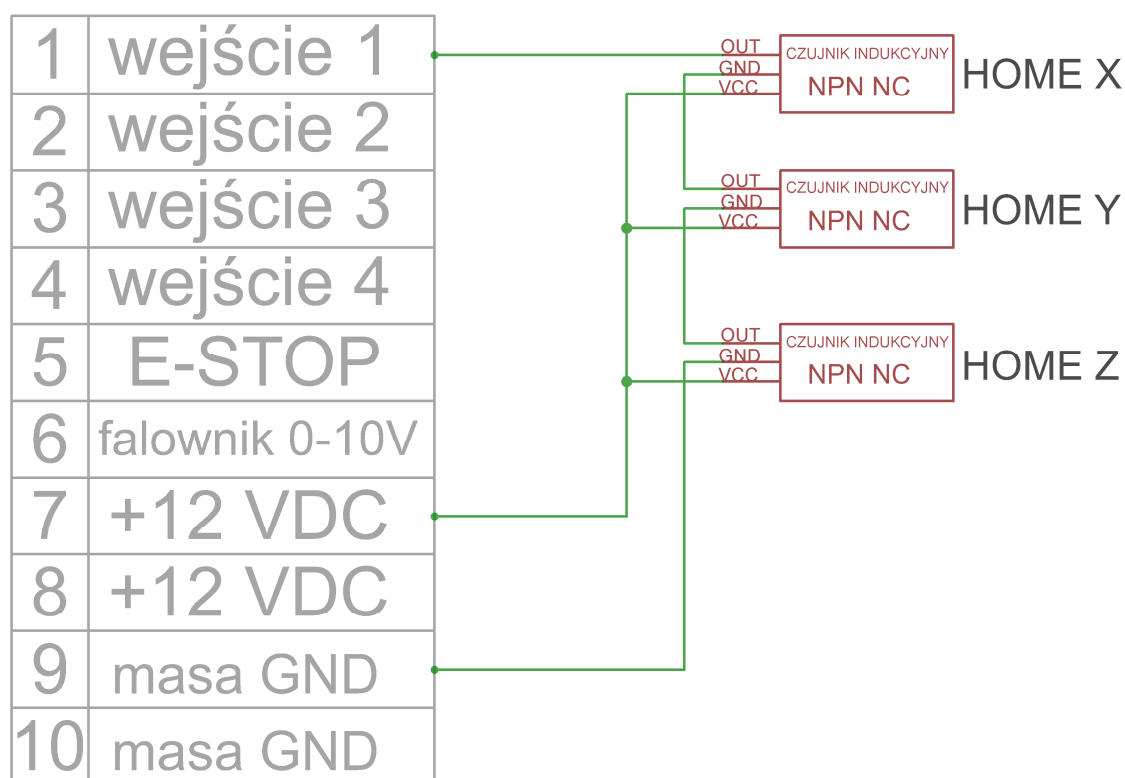 1 wejście 1
2 wejście 2
3 wejście 3
4 wejście 4
5 E-STOP
6 falownik 0-10V
7 +12 VDC
8 +12 VDC
9 masa GND
10 masa GND
OUT
GND
VCC
CZUJNIK INDUKCYJNY
NPN NC
HOME X
OUT
GND
VCC
CZUJNIK INDUKCYJNY
NPN NC
HOME Y
OUT
GND
VCC
CZUJNIK INDUKCYJNY
NPN NC
HOME Z